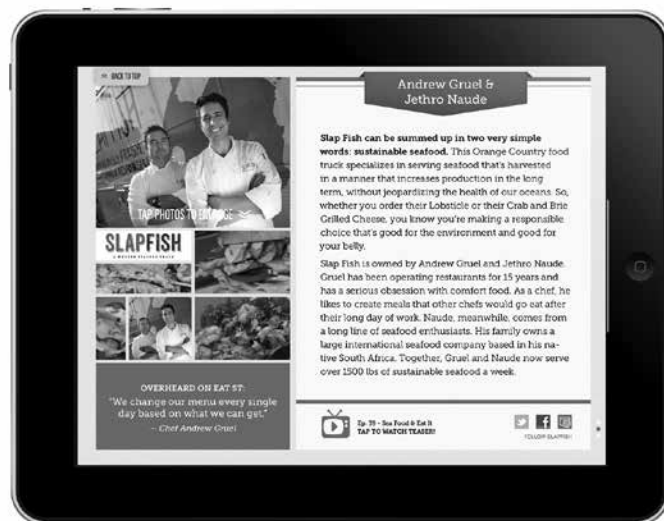 BACK TO TOP
TAP PHOTOS TO ENLARGE
SLAPFISH
A MODERN SEAFOOD SHACK
OVERHEARD ON EAT ST:
"We change our menu every single
day based on what we can get."
– Chef Andrew Gruel
Andrew Gruel &
Jethro Naude
Slap Fish can be summed up in two very simple
words: sustainable seafood. This Orange Country food
truck specializes in serving seafood that's harvested
in a manner that increases production in the long
term, without jeopardizing the health of our oceans. So,
whether you order their Lobsticle or their Crab and Brie
Grilled Cheese, you know you're making a responsible
choice that's good for the environment and good for
your belly.
Slap Fish is owned by Andrew Gruel and Jethro Naude.
Gruel has been operating restaurants for 15 years and
has a serious obsession with comfort food. As a chef, he
likes to create meals that other chefs would go eat after
their long day of work. Naude, meanwhile, comes from
a long line of seafood enthusiasts. His family owns a
large international seafood company based in his na-
tive South Africa. Together, Gruel and Naude now serve
over 1500 lbs of sustainable seafood a week.
Ep. 39 - Sea Food & Eat It
TAP TO WATCH TEASER!
FOLLOW SLAPFISH